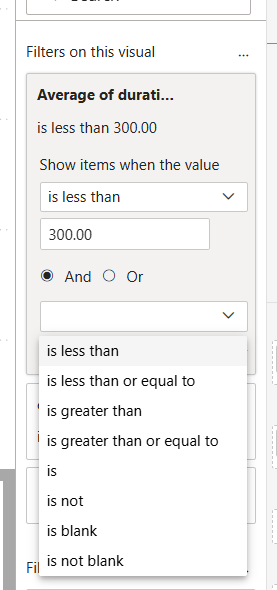 Filters on this visual
...
Average of durati...
is less than 300.00
Show items when the value
is less than
300.00
And Or
is less than
is less than or equal to
is greater than
is greater than or equal to
is
is not
is blank
is not blank